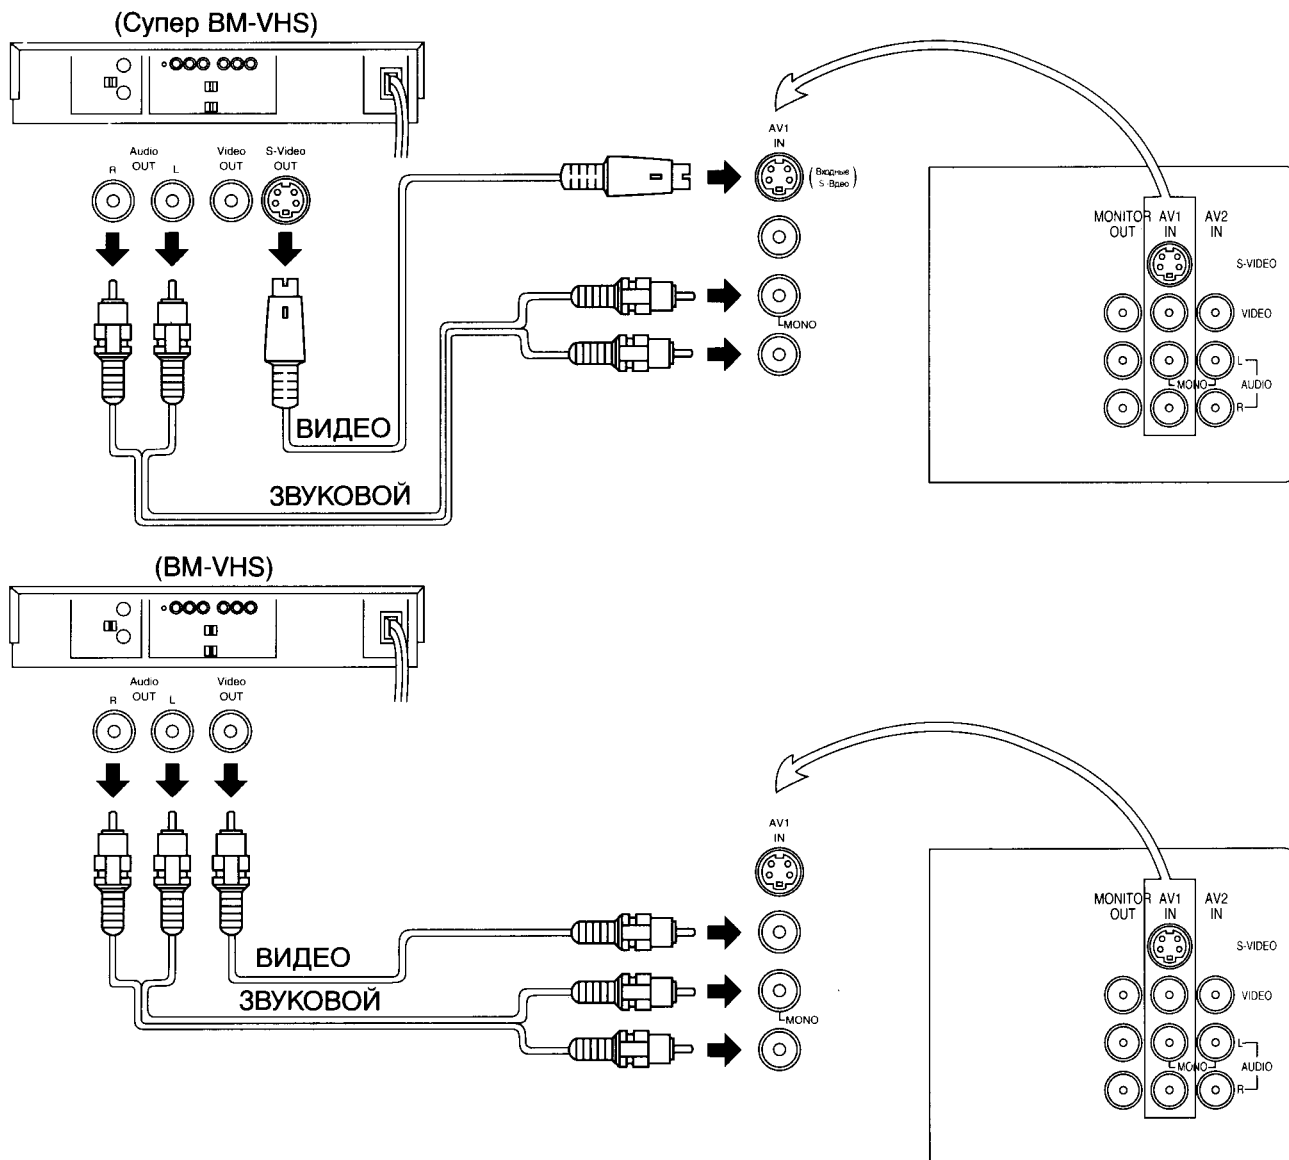 (Супер ВМ-VHS)
Audio
OUT
R
L
Video
OUT
S-Video
OUT
AV1
IN
(Входные
S-Вдео)
MONO
ВИДЕО
ЗВУКОВОЙ
MONITOR
OUT
AV1
IN
AV2
IN
S-VIDEO
VIDEO
L
MONO
AUDIO
R
(ВМ-VHS)
Audio
OUT
R
L
Video
OUT
AV1
IN
MONO
ВИДЕО
ЗВУКОВОЙ
MONITOR
OUT
AV1
IN
AV2
IN
S-VIDEO
VIDEO
L
MONO
AUDIO
R